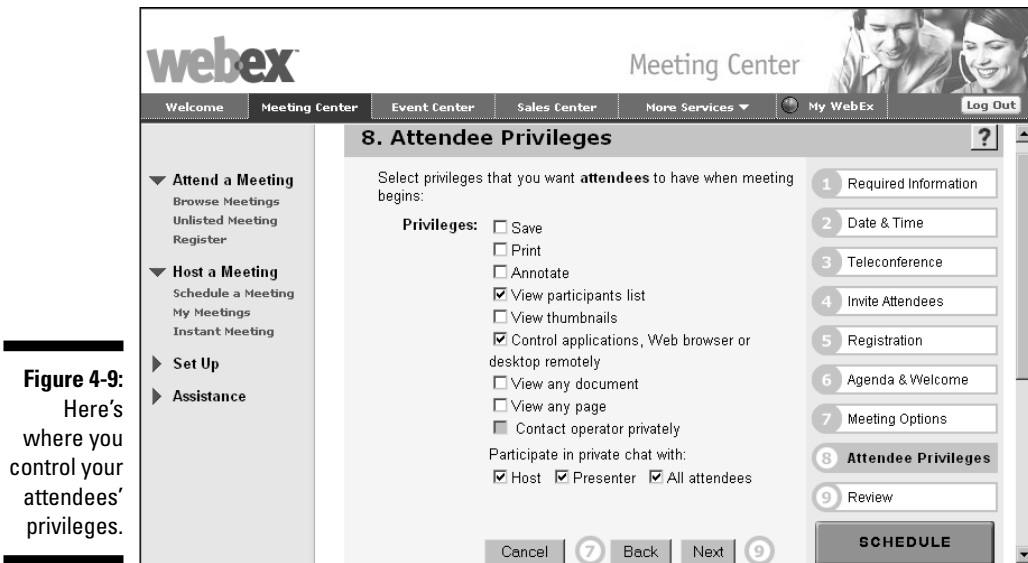 webex
Meeting Center
Welcome
Meeting Center
Event Center
Sales Center
More Services
My WebEx
Log Out
Attend a Meeting
Browse Meetings
Unlisted Meeting
Register
Host a Meeting
Schedule a Meeting
My Meetings
Instant Meeting
Set Up
Assistance
8. Attendee Privileges
?
Select privileges that you want attendees to have when meeting
begins:
Privileges:
Save
Print
Annotate
View participants list
View thumbnails
Control applications, Web browser or
desktop remotely
View any document
View any page
Contact operator privately
Participate in private chat with:
Host Presenter All attendees
Cancel 7 Back Next 9
1 Required Information
2 Date & Time
3 Teleconference
4 Invite Attendees
5 Registration
6 Agenda & Welcome
7 Meeting Options
8 Attendee Privileges
9 Review
SCHEDULE
Figure 4-9:
Here's
where you
control your
attendees'
privileges.